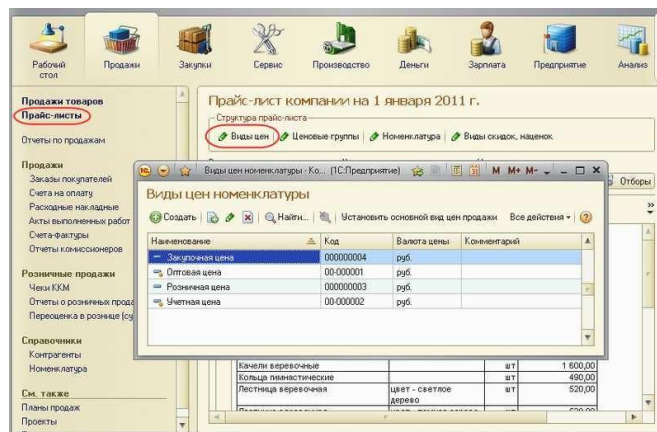 Рабочий стол
Продажи
Закупки
Сервис
Производство
Деньги
Зарплата
Предприятие
Анализ
Продажи товаров
Прайс-листы
Отчеты по продажам
Продажи
Заказы покупателей
Счета на оплату
Расходные накладные
Акты выполненных работ
Счета-фактуры
Отчеты комиссионеров
Розничные продажи
Чеки ККМ
Отчеты о розничных прода
Переоценка в рознице (су
Справочники
Контрагенты
Номенклатура
См. также
Планы продаж
Проекты
Прайс-лист компании на 1 января 2011 г.
Структура прайс-листа
Виды цен
Ценовые группы
Номенклатура
Виды скидок, наценок
Отборы
Виды цен номенклатуры - Ко... (1С:Предприятие)
M M+ M-
Виды цен номенклатуры
Создать
Найти...
Установить основной вид цен продажи
Все действия
Наименование Код Валюта цены Комментарий
Закупочная цена 000000004 руб.
Оптовая цена 00-000001 руб.
Розничная цена 000000003 руб.
Учетная цена 00-000002 руб.
Качели веревочные шт 1 600,00
Кольца гимнастические шт 490,00
Лестница веревочная цвет - светлое шт 520,00
дерево